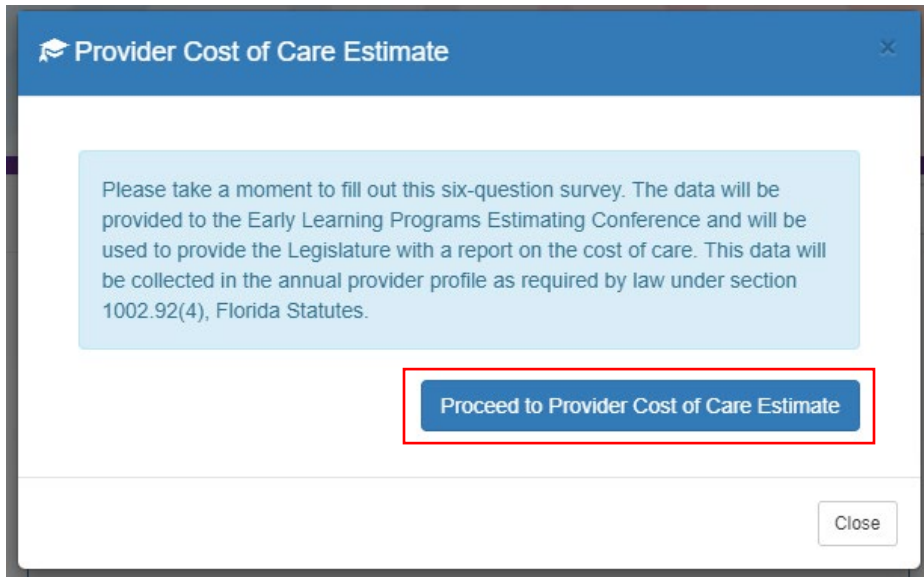 Provider Cost of Care Estimate
Please take a moment to fill out this six-question survey. The data will be
provided to the Early Learning Programs Estimating Conference and will be
used to provide the Legislature with a report on the cost of care. This data will
be collected in the annual provider profile as required by law under section
1002.92(4), Florida Statutes.
Proceed to Provider Cost of Care Estimate
Close